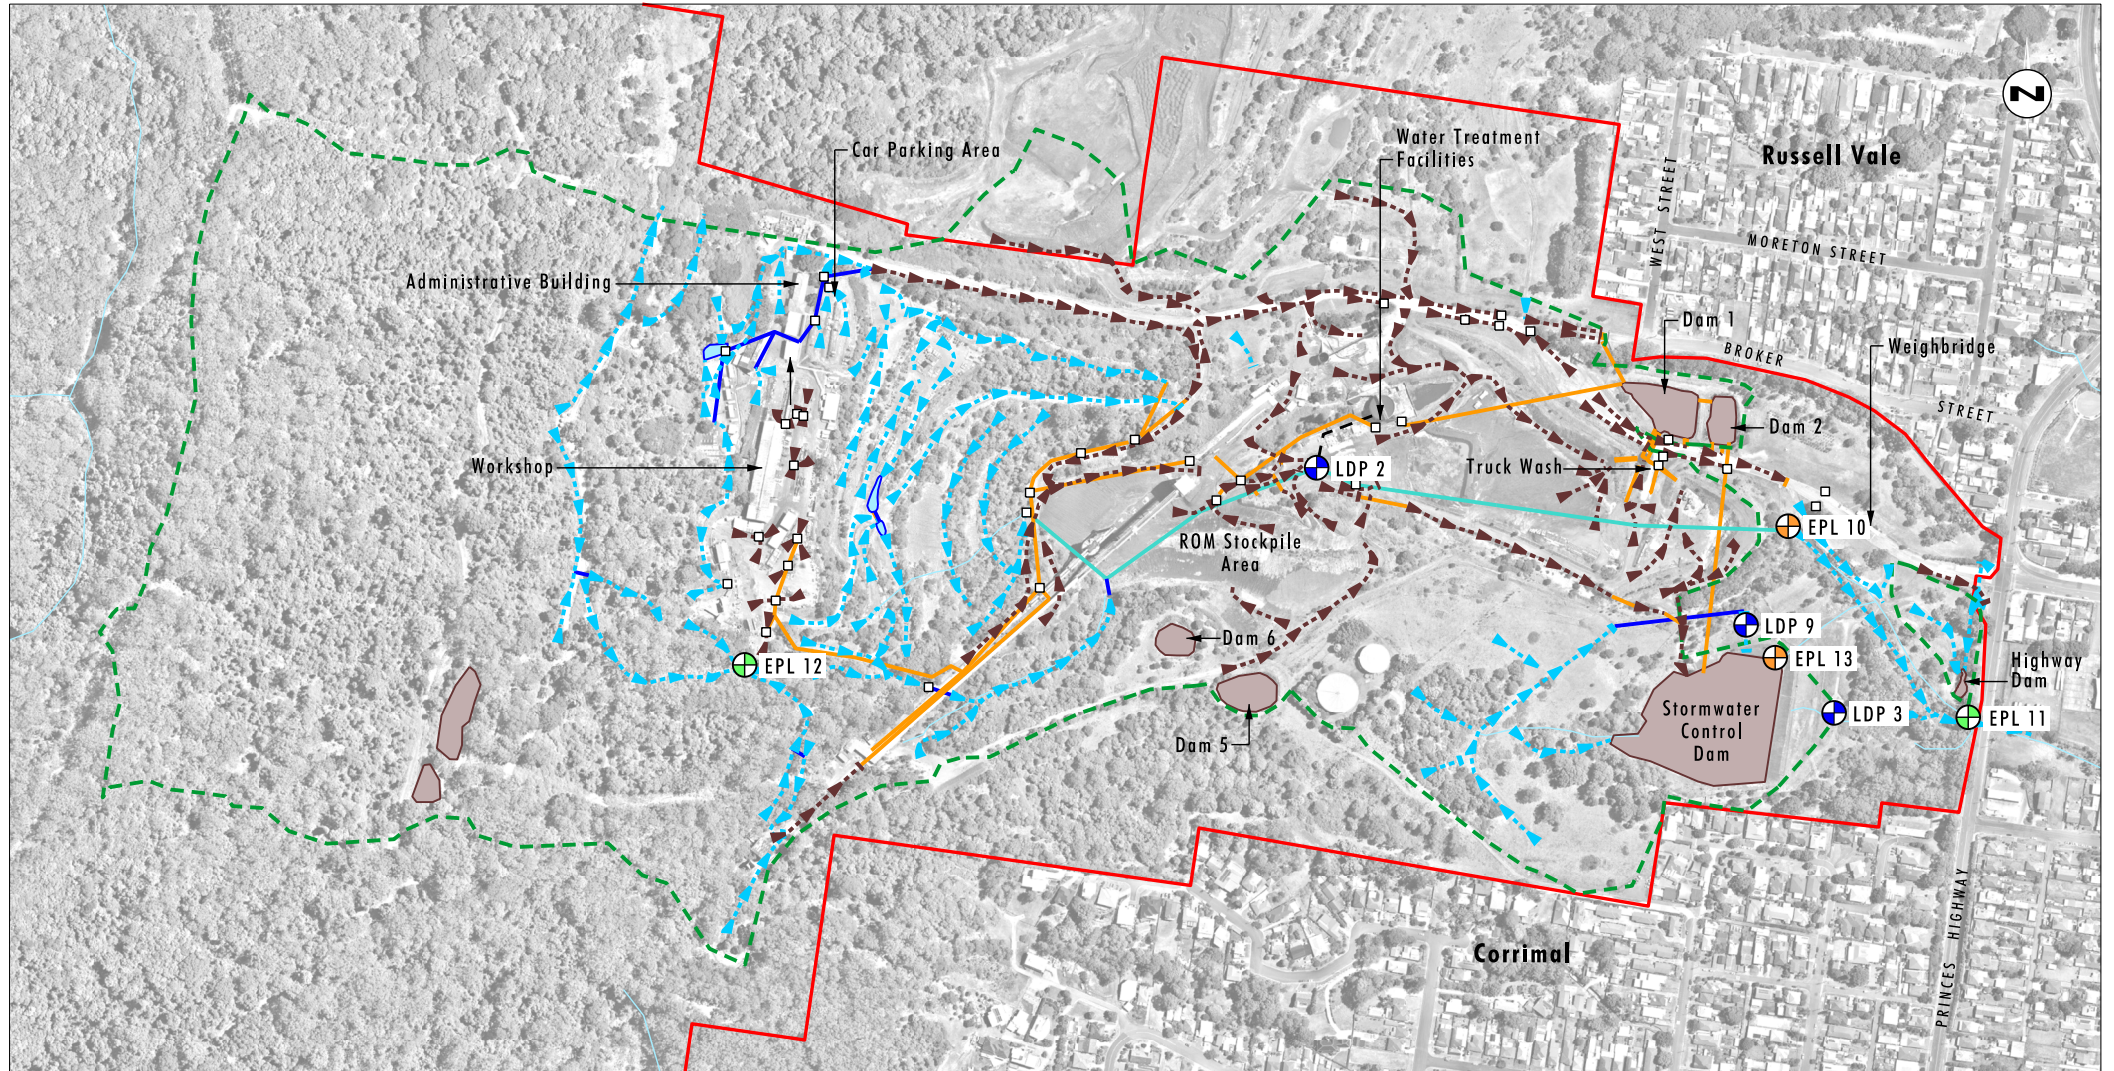 N
Russell Vale
Car Parking Area
Water Treatment
Facilities
WEST STREET
MORETON STREET
Administrative Building
Dam 1
BROKER
STREET
Weighbridge
Dam 2
Workshop
LDP 2
Truck Wash
EPL 10
ROM Stockpile
Area
Dam 6
LDP 9
EPL 12
EPL 13
Highway
Dam
Stormwater
Control
Dam
LDP 3
EPL 11
Dam 5
Corrimal
PRINCES HIGHWAY